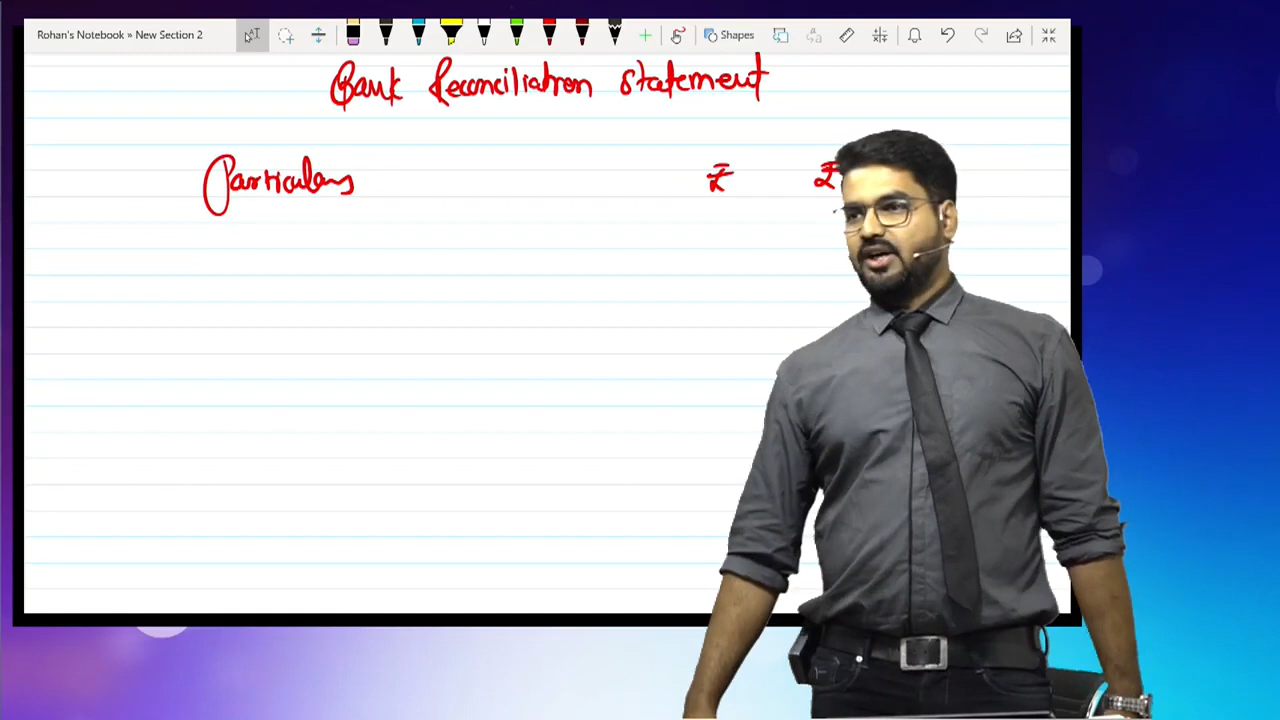 Rohan's Notebook » New Section 2
Shapes
Bank Reconciliation Statement
Particulars ₹ ₹